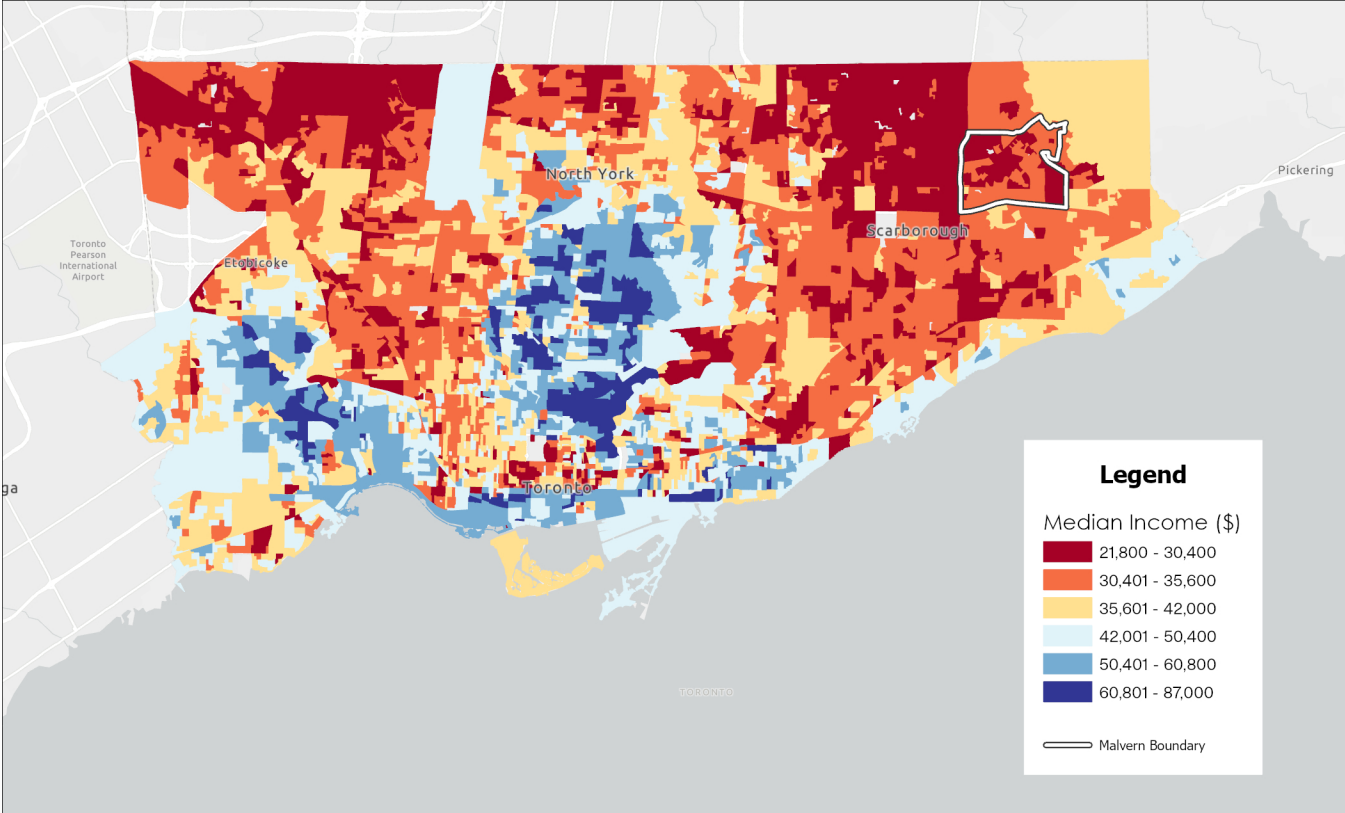 North York
Pickering
Scarborough
Toronto
Pearson
International
Airport
Etobicoke
ga
Toronto
TORONTO
Legend
Median Income ($)
21,800 - 30,400
30,401 - 35,600
35,601 - 42,000
42,001 - 50,400
50,401 - 60,800
60,801 - 87,000
Malvern Boundary